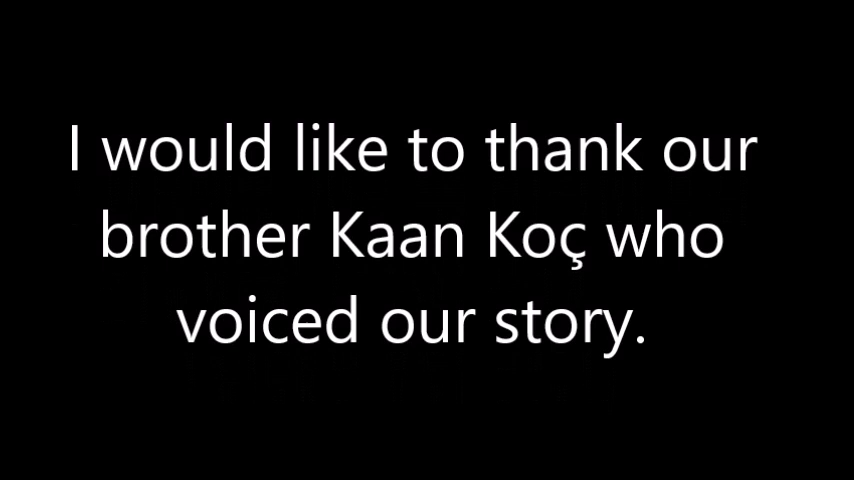 I would like to thank our
brother Kaan Koç who
voiced our story.